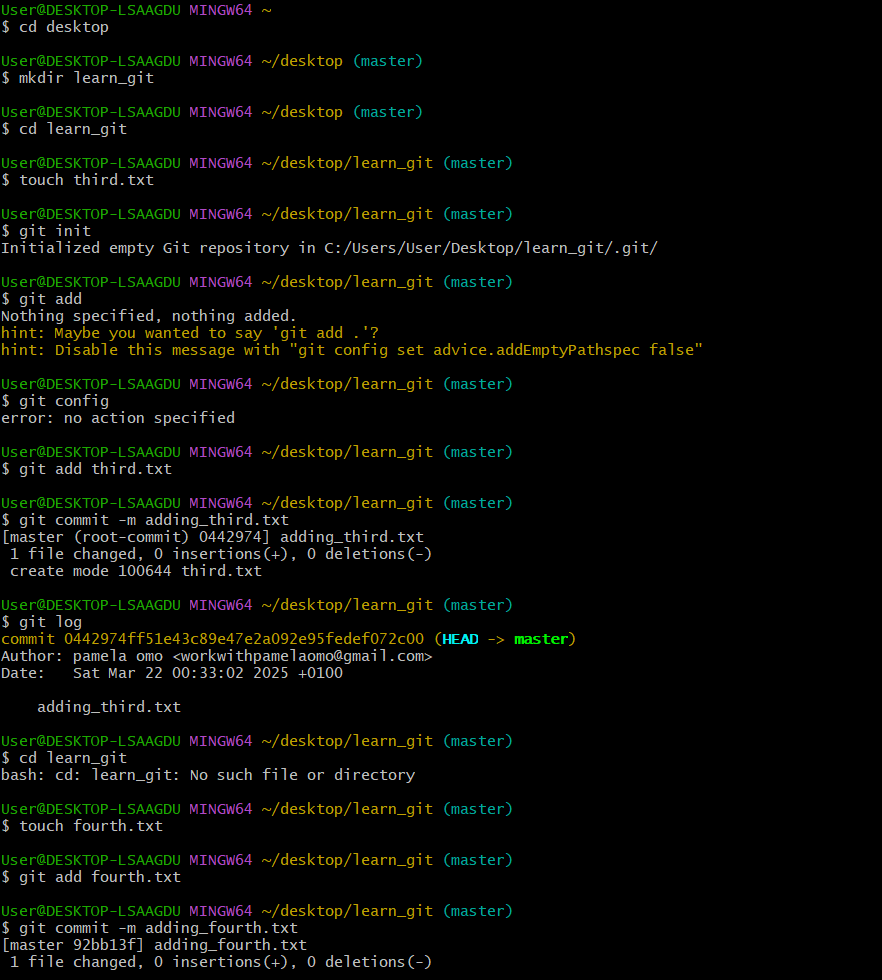 User@DESKTOP-LSAAGDU MINGW64 ~
$ cd desktop
User@DESKTOP-LSAAGDU MINGW64 ~/desktop (master)
$ mkdir learn_git
User@DESKTOP-LSAAGDU MINGW64 ~/desktop (master)
$ cd learn_git
User@DESKTOP-LSAAGDU MINGW64 ~/desktop/learn_git (master)
$ touch third.txt
User@DESKTOP-LSAAGDU MINGW64 ~/desktop/learn_git (master)
$ git init
Initialized empty Git repository in C:/Users/User/Desktop/learn_git/.git/
User@DESKTOP-LSAAGDU MINGW64 ~/desktop/learn_git (master)
$ git add
Nothing specified, nothing added.
hint: Maybe you wanted to say 'git add .'?
hint: Disable this message with "git config set advice.addEmptyPathspec false"
User@DESKTOP-LSAAGDU MINGW64 ~/desktop/learn_git (master)
$ git config
error: no action specified
User@DESKTOP-LSAAGDU MINGW64 ~/desktop/learn_git (master)
$ git add third.txt
User@DESKTOP-LSAAGDU MINGW64 ~/desktop/learn_git (master)
$ git commit -m adding_third.txt
[master (root-commit) 0442974] adding_third.txt
 1 file changed, 0 insertions(+), 0 deletions(-)
 create mode 100644 third.txt
User@DESKTOP-LSAAGDU MINGW64 ~/desktop/learn_git (master)
$ git log
commit 0442974ff51e43c89e47e2a092e95fedef072c00 (HEAD -> master)
Author: pamela omo <workwithpamelaomo@gmail.com>
Date:   Sat Mar 22 00:33:02 2025 +0100
    adding_third.txt
User@DESKTOP-LSAAGDU MINGW64 ~/desktop/learn_git (master)
$ cd learn_git
bash: cd: learn_git: No such file or directory
User@DESKTOP-LSAAGDU MINGW64 ~/desktop/learn_git (master)
$ touch fourth.txt
User@DESKTOP-LSAAGDU MINGW64 ~/desktop/learn_git (master)
$ git add fourth.txt
User@DESKTOP-LSAAGDU MINGW64 ~/desktop/learn_git (master)
$ git commit -m adding_fourth.txt
[master 92bb13f] adding_fourth.txt
 1 file changed, 0 insertions(+), 0 deletions(-)